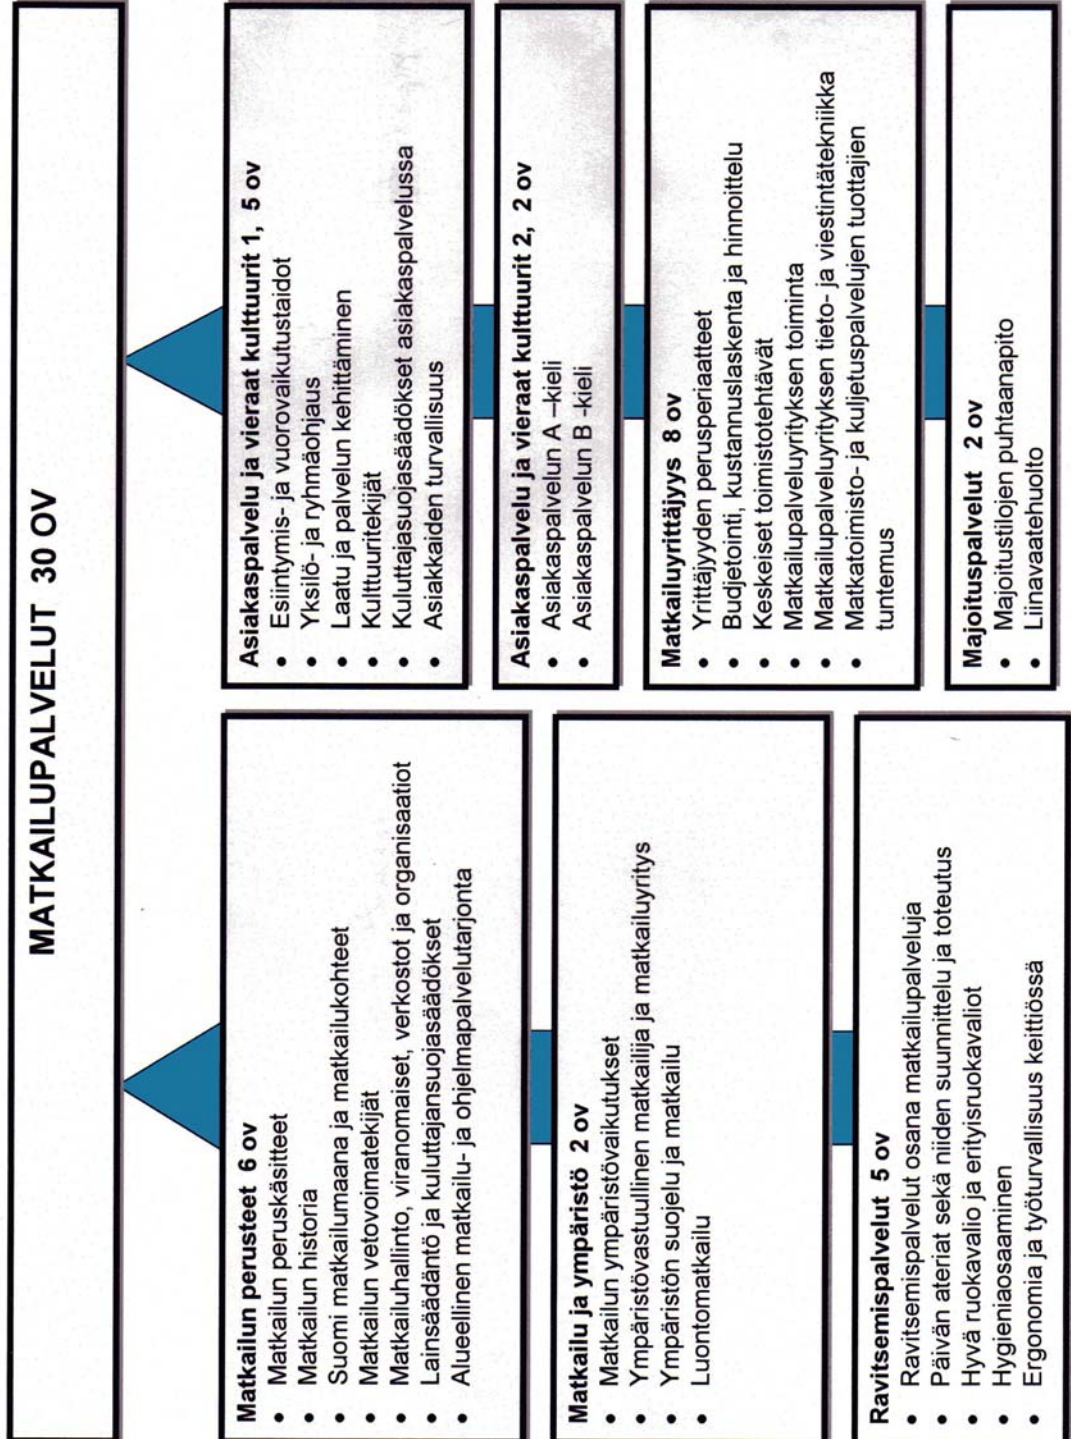 MATKAILUPALVELUT 30 OV
Matkailun perusteet 6 ov
• Matkailun peruskäsitteet
• Matkailun historia
• Suomi matkailumaana ja matkailukohteet
• Matkailun vetovoimatekijät
• Matkailuhallinto, viranomaiset, verkostot ja organisaatiot
• Lainsäädäntö ja kuluttajansuojasäädökset
• Alueellinen matkailu- ja ohjelmapalvelutarjonta
Matkailu ja ympäristö 2 ov
• Matkailun ympäristövaikutukset
• Ympäristövastuullinen matkailija ja matkailuyritys
• Ympäristön suojelu ja matkailu
• Luontomatkailu
Ravitsemispalvelut 5 ov
• Ravitsemispalvelut osana matkailupalveluja
• Päivän ateriat sekä niiden suunnittelu ja toteutus
• Hyvä ruokavalio ja erityisruokavaliot
• Hygieniaosaaminen
• Ergonomia ja työturvallisuus keittiössä
Asiakaspalvelu ja vieraat kulttuurit 1, 5 ov
• Esiintymis- ja vuorovaikutustaidot
• Yksilö- ja ryhmäohjaus
• Laatu ja palvelun kehittäminen
• Kulttuuritekijät
• Kuluttajasuojasäädökset asiakaspalvelussa
• Asiakkaiden turvallisuus
Asiakaspalvelu ja vieraat kulttuurit 2, 2 ov
• Asiakaspalvelun A –kieli
• Asiakaspalvelun B -kieli
Matkailuyrittäjyys 8 ov
• Yrittäjyyden perusperiaatteet
• Budjetointi, kustannuslaskenta ja hinnoittelu
• Keskeiset toimistotehtävät
• Matkailupalveluyrityksen toiminta
• Matkailupalveluyrityksen tieto- ja viestintätekniikka
• Matkatoimisto- ja kuljetuspalvelujen tuottajien
tuntemus
Majoituspalvelut 2 ov
• Majoitustilojen puhtaanapito
• Liinavaatehuolto